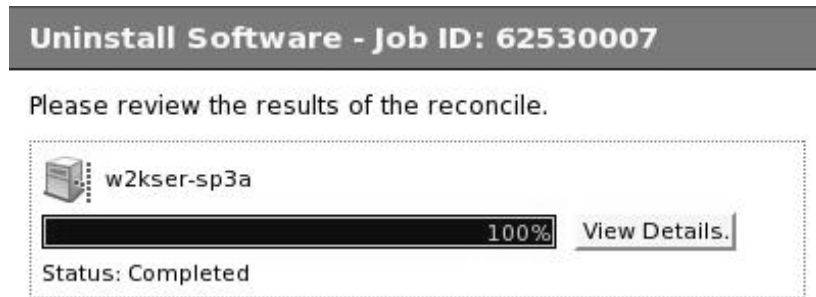 Uninstall Software - Job ID: 62530007
Please review the results of the reconcile.
w2kser-sp3a
100% View Details.
Status: Completed